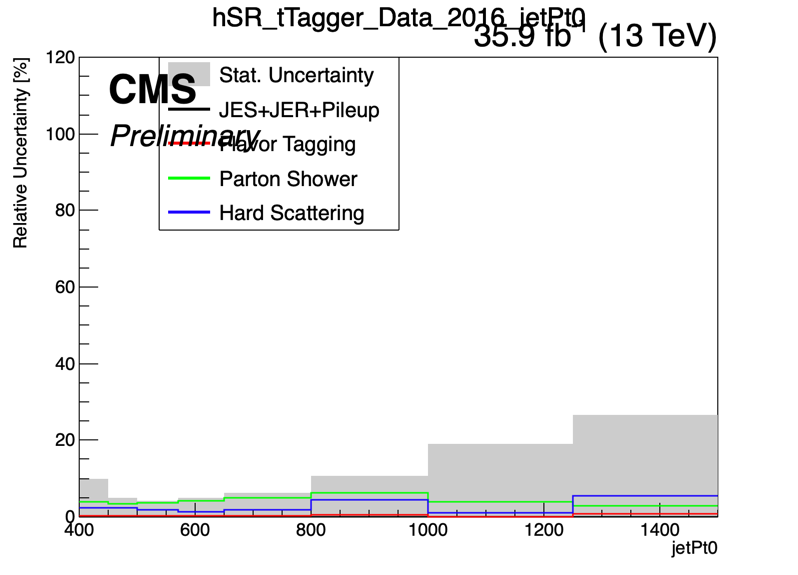 hSR_tTagger_Data_2016_jetPt0
35.9 fb⁻¹ (13 TeV)
CMS
Preliminary
Stat. Uncertainty
JES+JER+Pileup
Flavor Tagging
Parton Shower
Hard Scattering
Relative Uncertainty [%]
120
100
80
60
40
20
0
400 600 800 1000 1200 1400
jetPt0